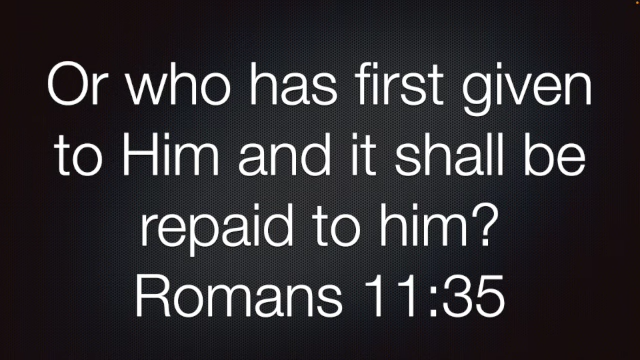 Or who has first given
to Him and it shall be
repaid to him?
Romans 11:35